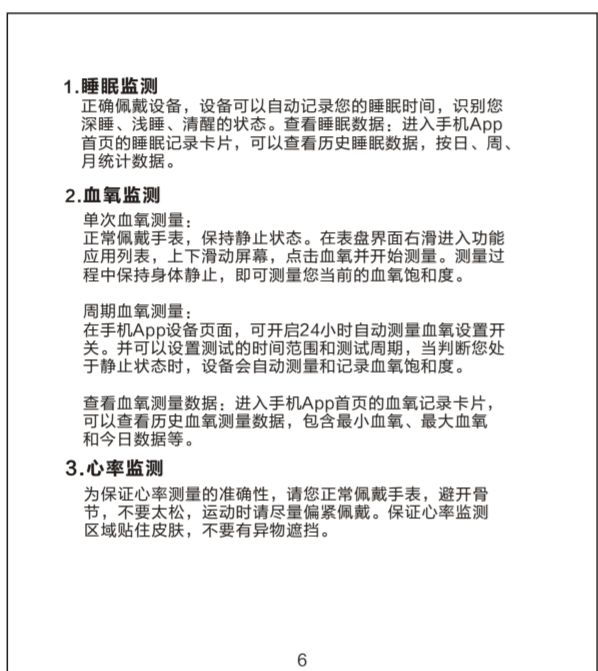 1.睡眠监测
正确佩戴设备，设备可以自动记录您的睡眠时间，识别您
深睡、浅睡、清醒的状态。查看睡眠数据：进入手机App
首页的睡眠记录卡片，可以查看历史睡眠数据，按日、周、
月统计数据。
2.血氧监测
单次血氧测量：
正常佩戴手表，保持静止状态。在表盘界面右滑进入功能
应用列表，上下滑动屏幕，点击血氧并开始测量。测量过
程中保持身体静止，即可测量您当前的血氧饱和度。
周期血氧测量：
在手机App设备页面，可开启24小时自动测量血氧设置开
关。并可以设置测试的时间范围和测试周期，当判断您处
于静止状态时，设备会自动测量和记录血氧饱和度。
查看血氧测量数据：进入手机App首页的血氧记录卡片，
可以查看历史血氧测量数据，包含最小血氧、最大血氧
和今日数据等。
3.心率监测
为保证心率测量的准确性，请您正常佩戴手表，避开骨
节，不要太松，运动时请尽量偏紧佩戴。保证心率监测
区域贴住皮肤，不要有异物遮挡。
6